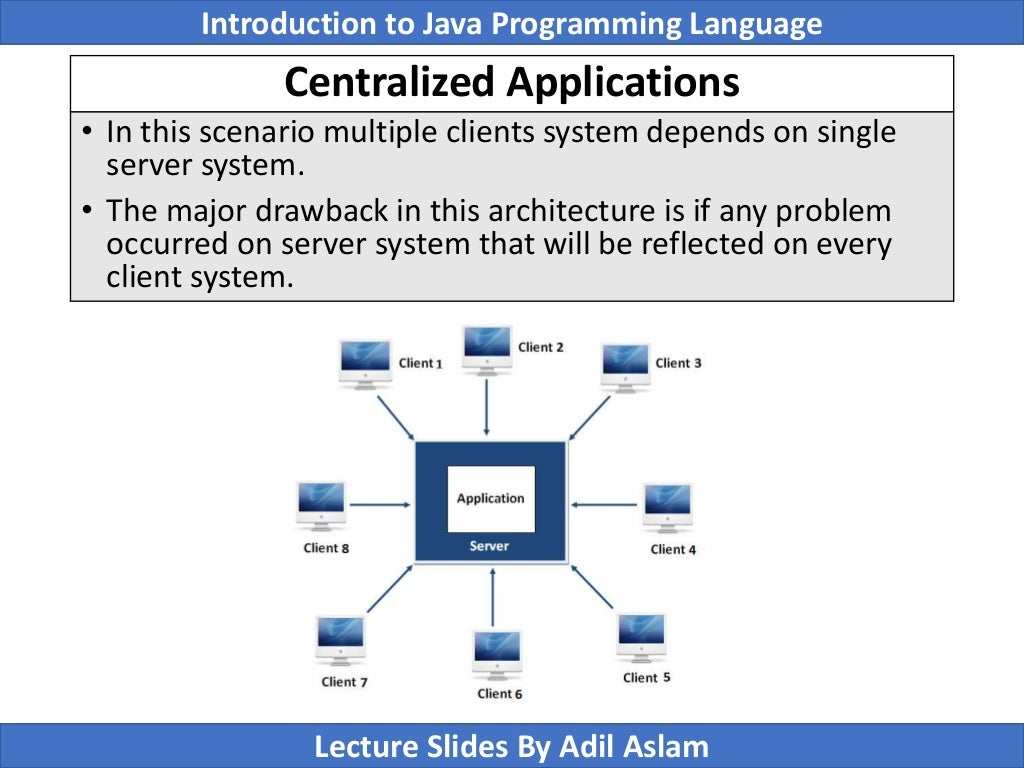 Introduction to Java Programming Language
Centralized Applications
• In this scenario multiple clients system depends on single
server system.
• The major drawback in this architecture is if any problem
occurred on server system that will be reflected on every
client system.
Client 1
Client 2
Client 3
Application
Server
Client 8
Client 4
Client 7
Client 6
Client 5
Lecture Slides By Adil Aslam